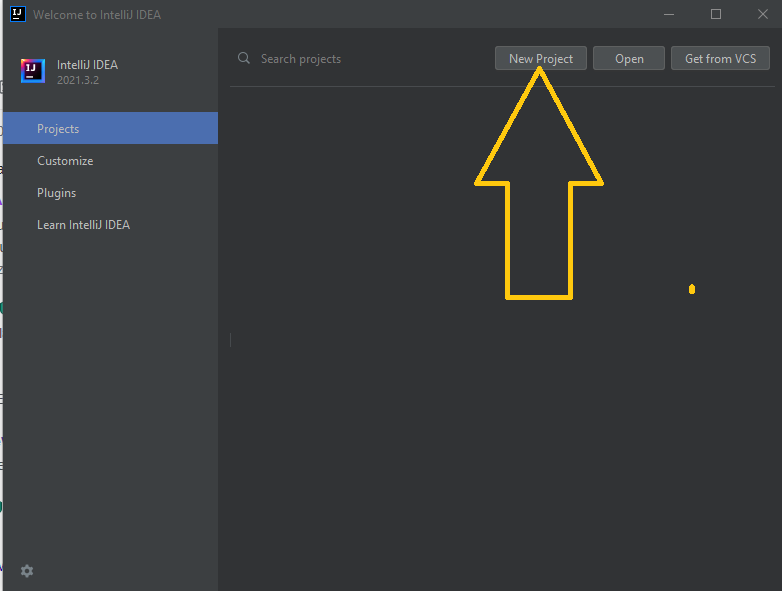 Welcome to IntelliJ IDEA
IntelliJ IDEA
2021.3.2
Search projects
New Project
Open
Get from VCS
Projects
Customize
Plugins
Learn IntelliJ IDEA